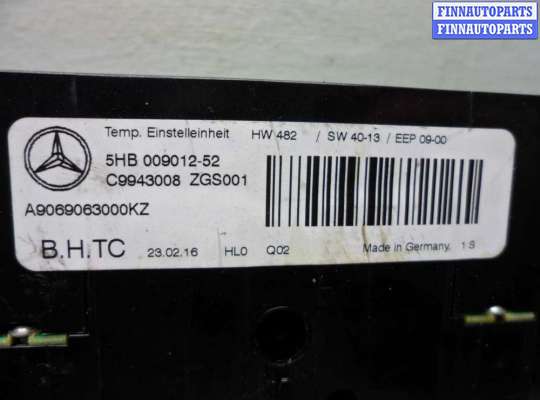 FINNAUTOPARTS
FINNAUTOPARTS
Temp. Einstelleinheit HW 482 / SW 40-13 / EEP 09-00
5HB 009012-52
C9943008 ZGS001
A9069063000KZ
B.H.TC 23.02.16 HL0 Q02 Made in Germany. 1 S